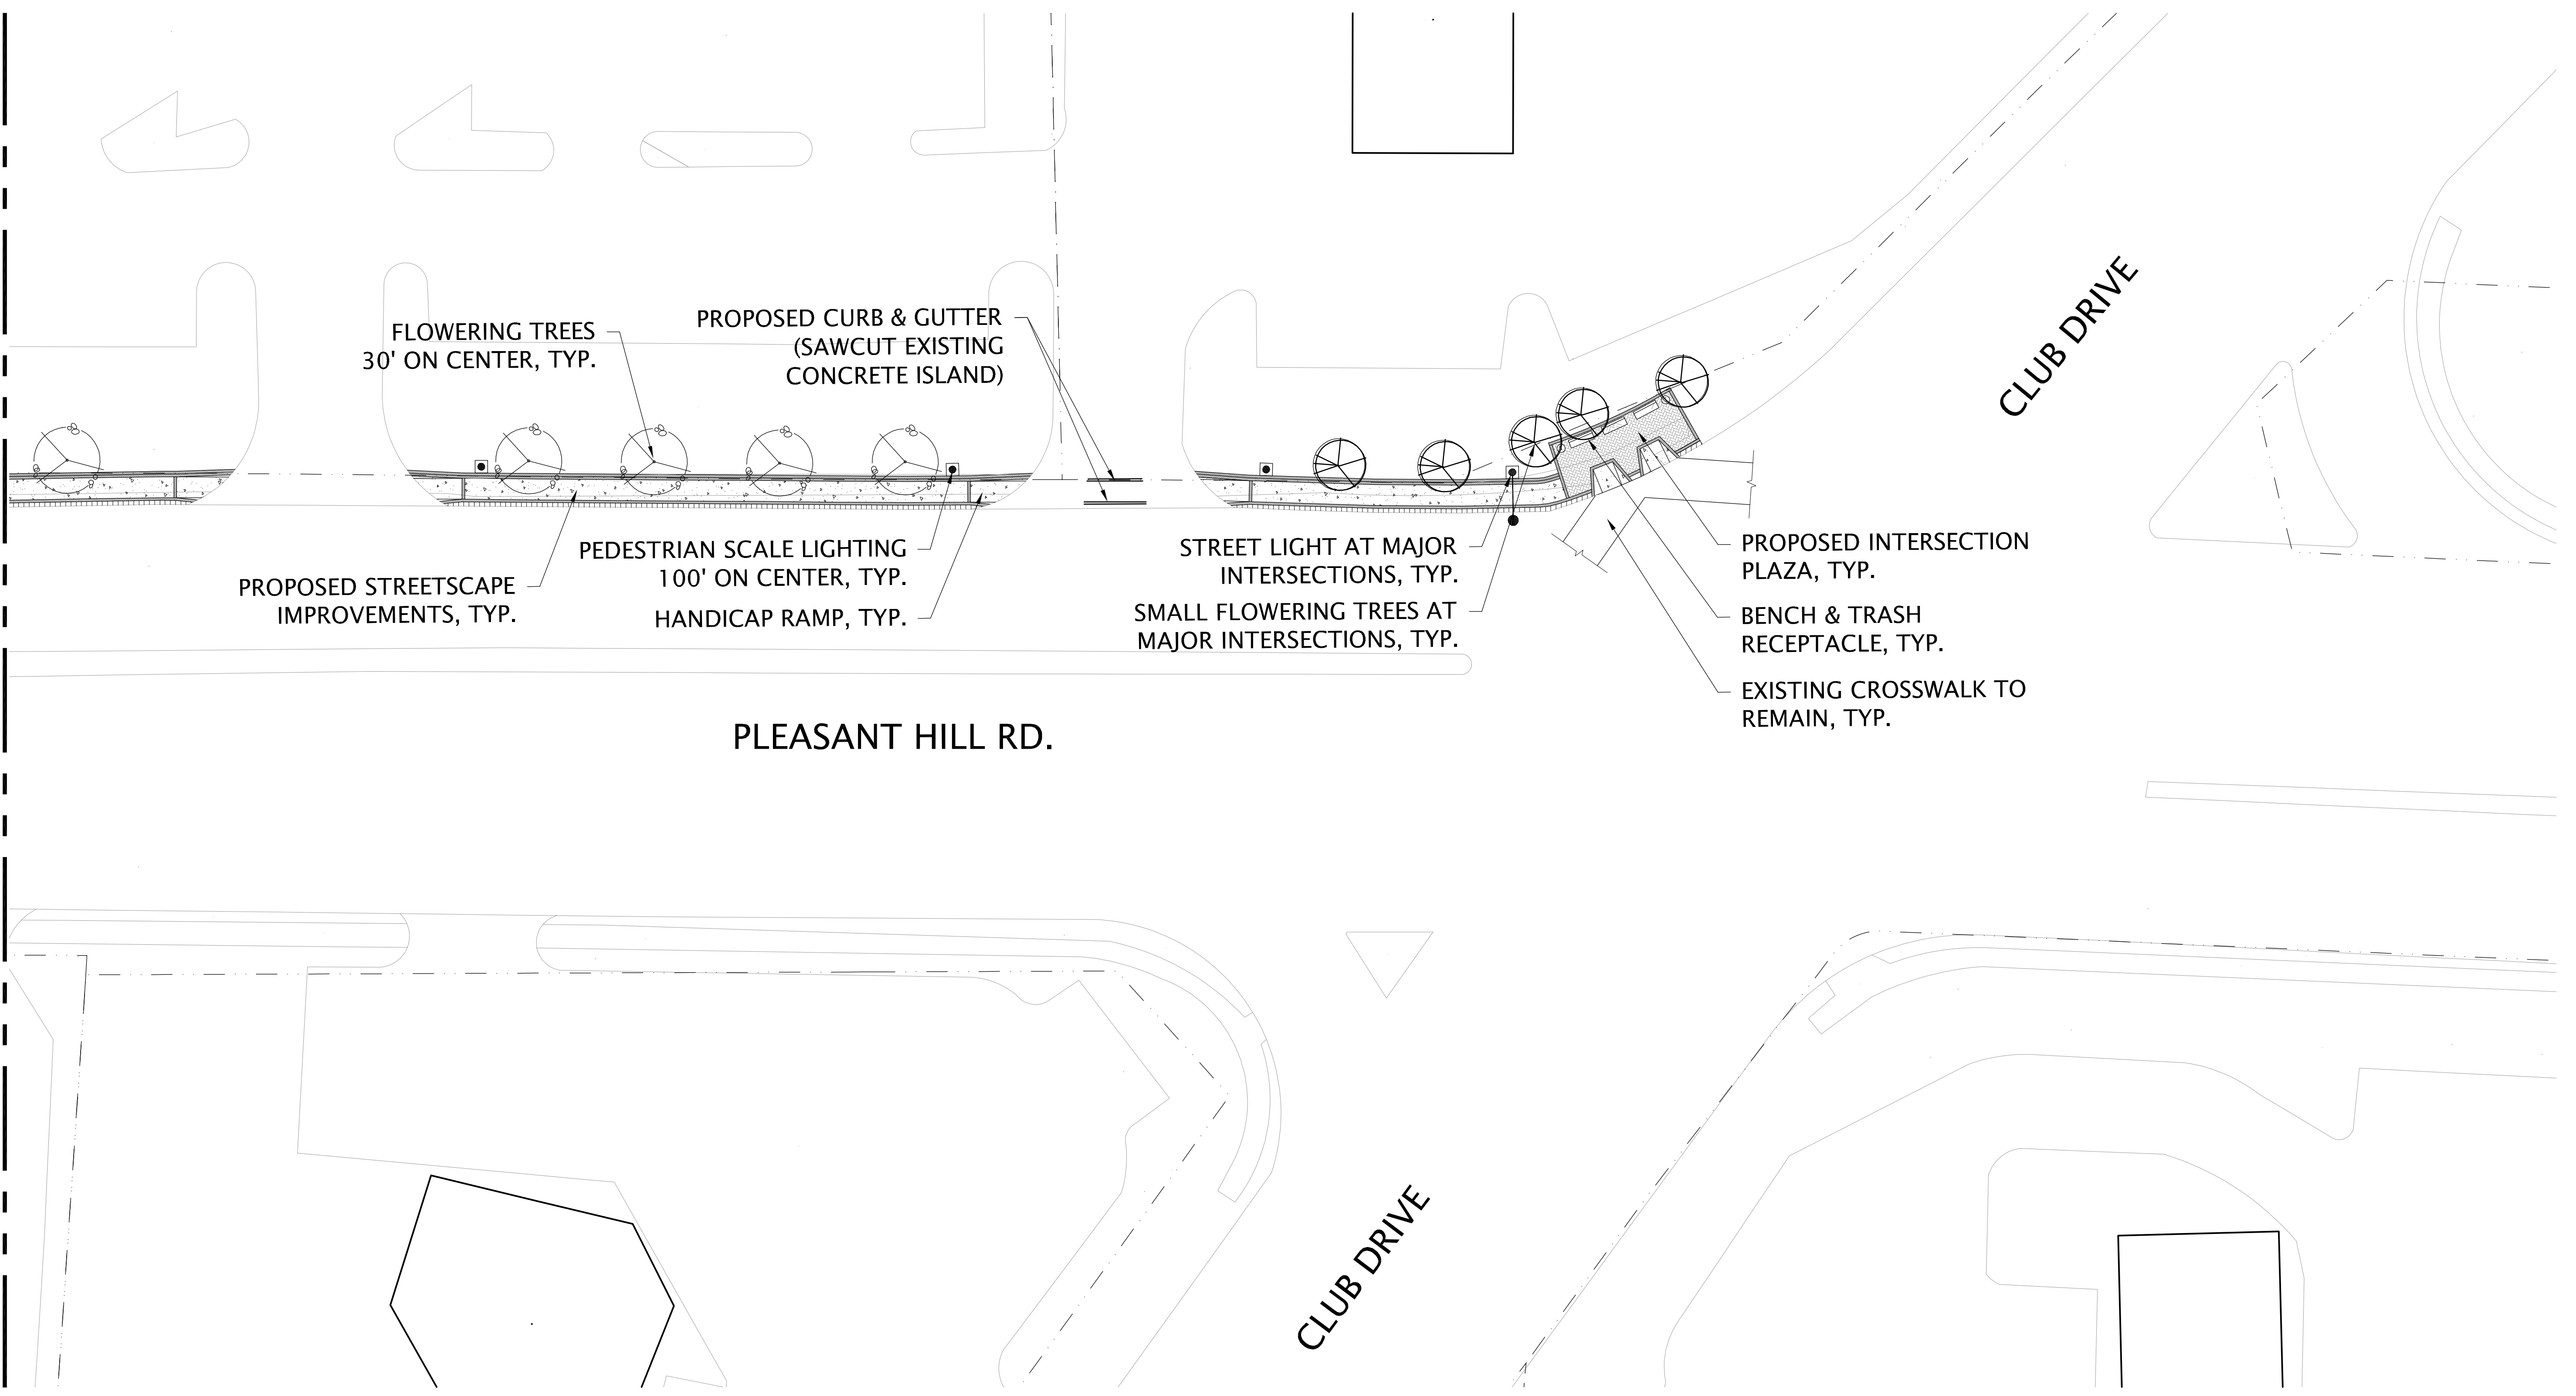 FLOWERING TREES
30' ON CENTER, TYP.
PROPOSED CURB & GUTTER
(SAWCUT EXISTING
CONCRETE ISLAND)
CLUB DRIVE
PROPOSED STREETSCAPE
IMPROVEMENTS, TYP.
PEDESTRIAN SCALE LIGHTING
100' ON CENTER, TYP.
HANDICAP RAMP, TYP.
STREET LIGHT AT MAJOR
INTERSECTIONS, TYP.
SMALL FLOWERING TREES AT
MAJOR INTERSECTIONS, TYP.
PROPOSED INTERSECTION
PLAZA, TYP.
BENCH & TRASH
RECEPTACLE, TYP.
EXISTING CROSSWALK TO
REMAIN, TYP.
PLEASANT HILL RD.
CLUB DRIVE